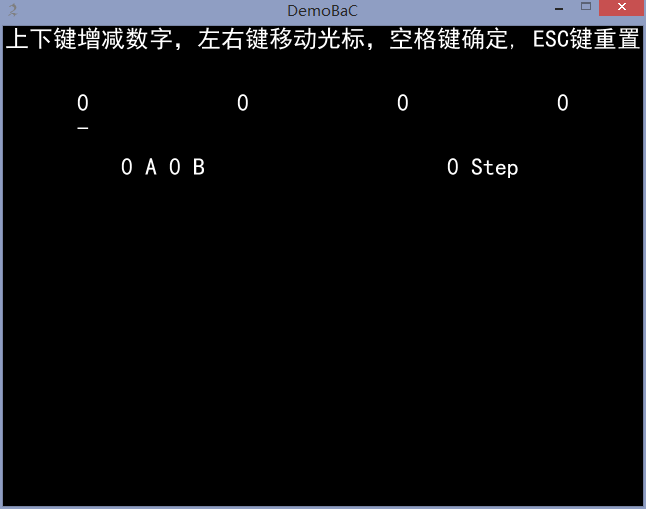 DemoBaC
上下键增减数字，左右键移动光标，空格键确定，ESC键重置
0 0 0 0
_
0 A 0 B 0 Step